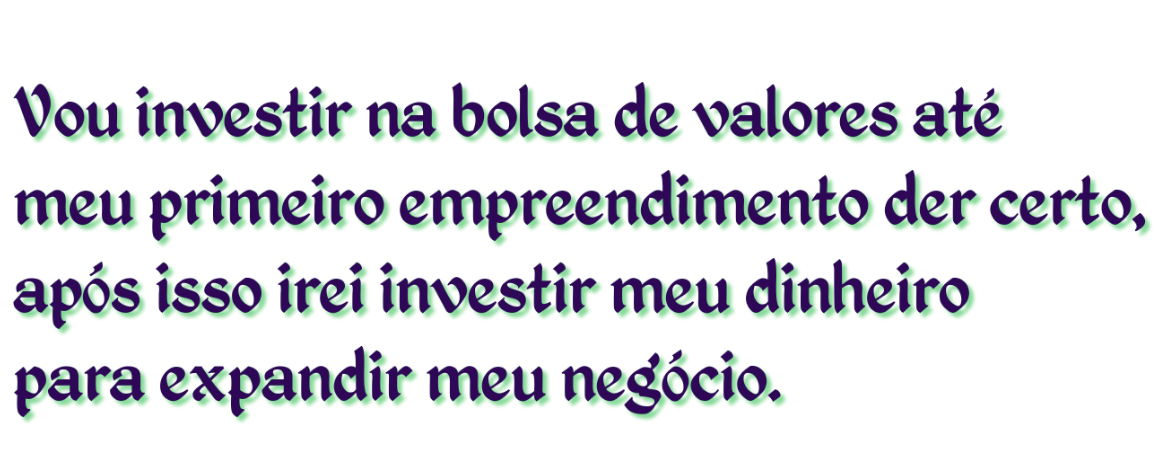 Vou investir na bolsa de valores até
meu primeiro empreendimento der certo,
após isso irei investir meu dinheiro
para expandir meu negócio.